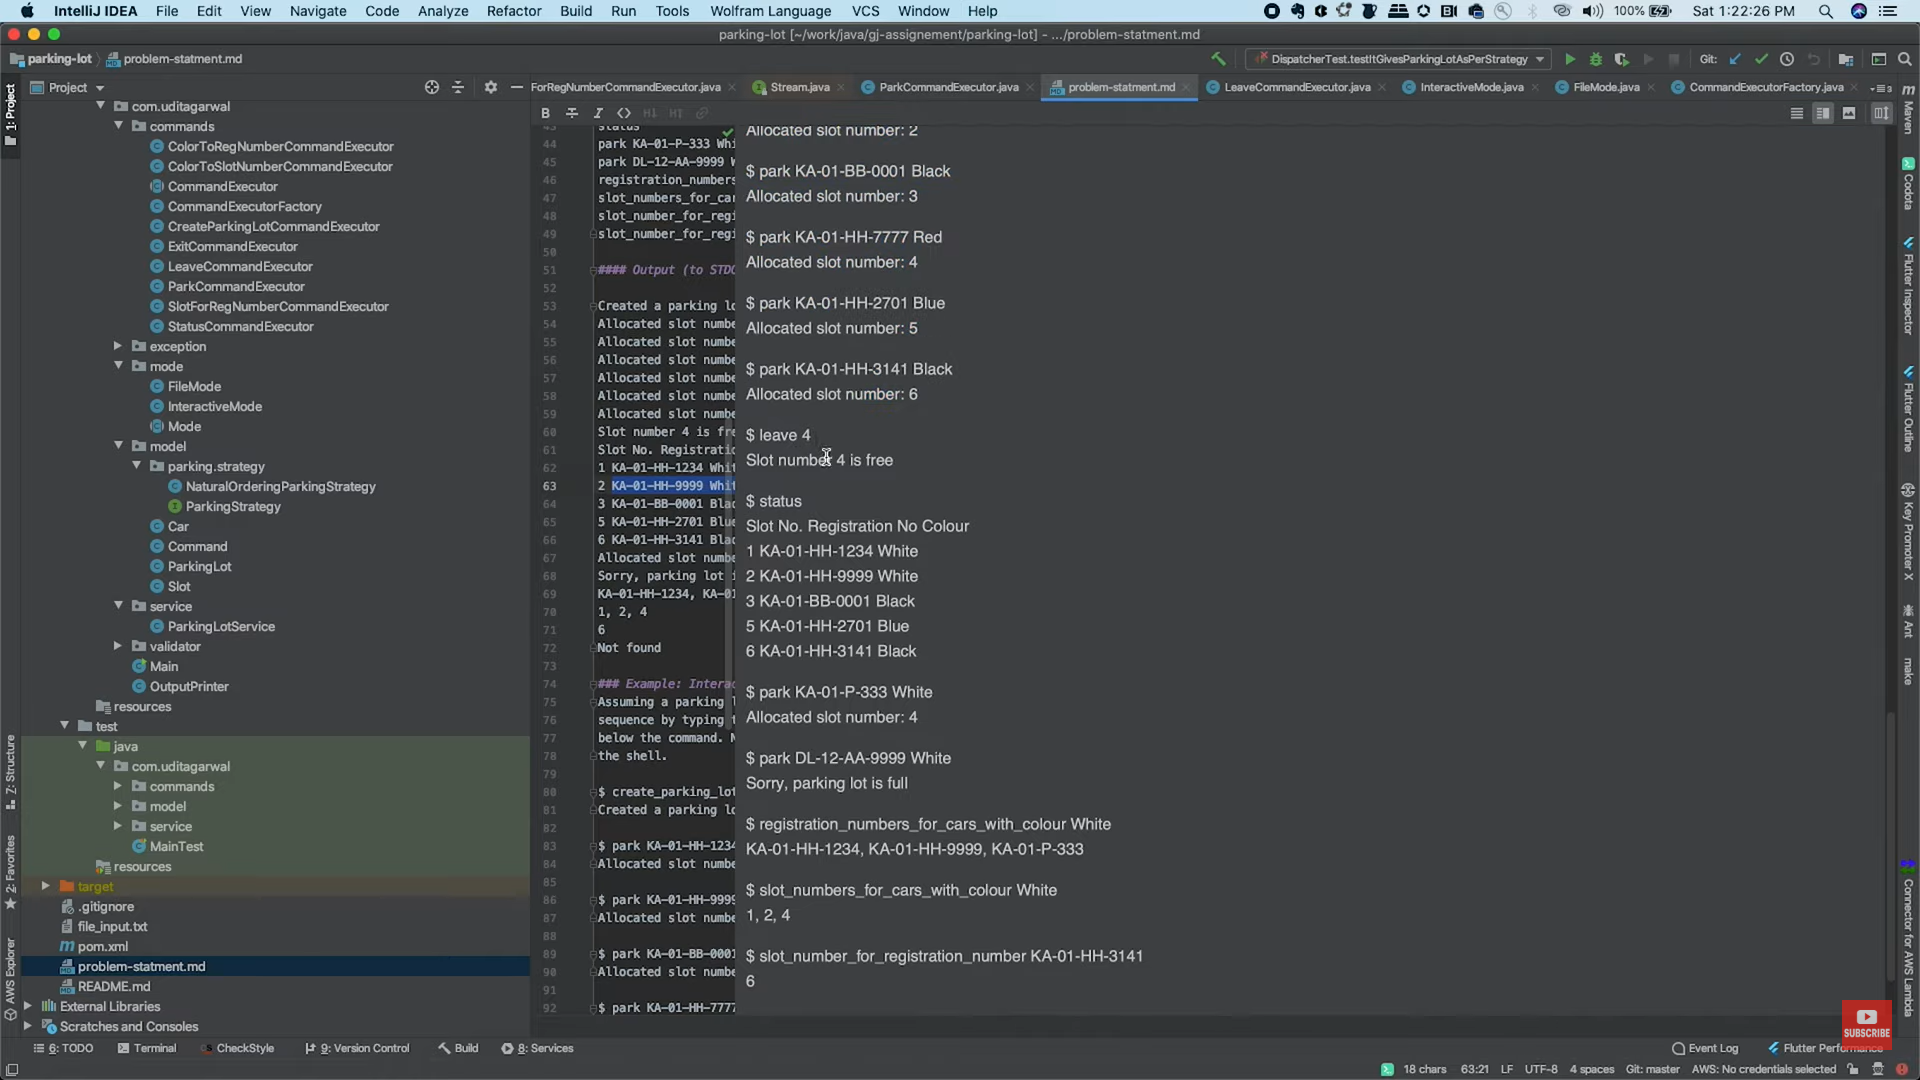 IntelliJ IDEA File Edit View Navigate Code Analyze Refactor Build Run Tools Wolfram Language VCS Window Help 100% Sat 1:22:26 PM
parking-lot [~/work/java/gj-assignement/parking-lot] - .../problem-statment.md
parking-lot problem-statment.md
DispatcherTest.testItGivesParkingLotAsPerStrategy Git:
Project
ForRegNumberCommandExecutor.java Stream.java ParkCommandExecutor.java problem-statment.md LeaveCommandExecutor.java InteractiveMode.java FileMode.java CommandExecutorFactory.java
1: Project
7: Structure
2: Favorites
AWS Explorer
com.uditagarwal
commands
ColorToRegNumberCommandExecutor
ColorToSlotNumberCommandExecutor
CommandExecutor
CommandExecutorFactory
CreateParkingLotCommandExecutor
ExitCommandExecutor
LeaveCommandExecutor
ParkCommandExecutor
SlotForRegNumberCommandExecutor
StatusCommandExecutor
exception
mode
FileMode
InteractiveMode
Mode
model
parking.strategy
NaturalOrderingParkingStrategy
ParkingStrategy
Car
Command
ParkingLot
Slot
service
ParkingLotService
validator
Main
OutputPrinter
resources
test
java
com.uditagarwal
commands
model
service
MainTest
resources
target
.gitignore
file_input.txt
pom.xml
problem-statment.md
README.md
External Libraries
Scratches and Consoles
B I H↓ H↑
43 status
44 park KA-01-P-333 Whi
45 park DL-12-AA-9999 W
46 registration_numbers
47 slot_numbers_for_car
48 slot_number_for_regi
49 slot_number_for_regi
50
51 #### Output (to STDO
52
53 Created a parking lo
54 Allocated slot numbe
55 Allocated slot numbe
56 Allocated slot numbe
57 Allocated slot numbe
58 Allocated slot numbe
59 Allocated slot numbe
60 Slot number 4 is fre
61 Slot No. Registratio
62 1 KA-01-HH-1234 Whit
63 2 KA-01-HH-9999 Whit
64 3 KA-01-BB-0001 Blac
65 5 KA-01-HH-2701 Blue
66 6 KA-01-HH-3141 Blac
67 Allocated slot numbe
68 Sorry, parking lot i
69 KA-01-HH-1234, KA-0
70 1, 2, 4
71 6
72 Not found
73
74 ### Example: Interac
75 Assuming a parking l
76 sequence by typing t
77 below the command. N
78 the shell.
79
80 $ create_parking_lot
81 Created a parking lo
82
83 $ park KA-01-HH-1234
84 Allocated slot numbe
85
86 $ park KA-01-HH-9999
87 Allocated slot numbe
88
89 $ park KA-01-BB-0001
90 Allocated slot numbe
91
92 $ park KA-01-HH-7777
Allocated slot number: 2
$ park KA-01-BB-0001 Black
Allocated slot number: 3
$ park KA-01-HH-7777 Red
Allocated slot number: 4
$ park KA-01-HH-2701 Blue
Allocated slot number: 5
$ park KA-01-HH-3141 Black
Allocated slot number: 6
$ leave 4
Slot number 4 is free
$ status
Slot No. Registration No Colour
1 KA-01-HH-1234 White
2 KA-01-HH-9999 White
3 KA-01-BB-0001 Black
5 KA-01-HH-2701 Blue
6 KA-01-HH-3141 Black
$ park KA-01-P-333 White
Allocated slot number: 4
$ park DL-12-AA-9999 White
Sorry, parking lot is full
$ registration_numbers_for_cars_with_colour White
KA-01-HH-1234, KA-01-HH-9999, KA-01-P-333
$ slot_numbers_for_cars_with_colour White
1, 2, 4
$ slot_number_for_registration_number KA-01-HH-3141
6
Maven
Codota
Flutter Inspector
Flutter Outline
Key Promoter X
Ant
make
Connector for AWS Lambda
SUBSCRIBE
6: TODO Terminal CheckStyle 9: Version Control Build 8: Services Event Log Flutter Performance
18 chars 63:21 LF UTF-8 4 spaces Git: master AWS: No credentials selected